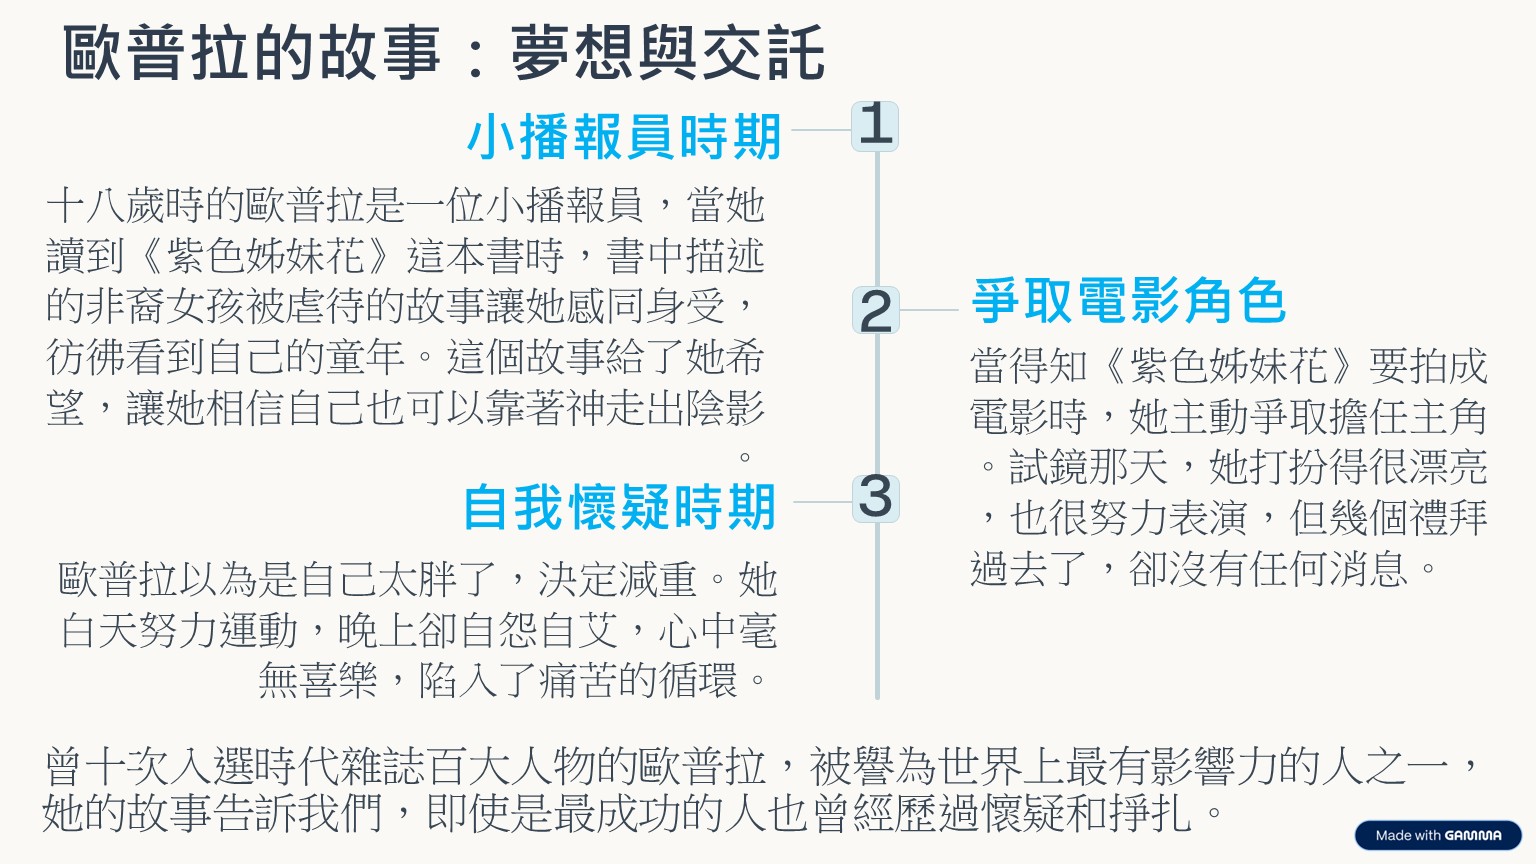 歐普拉的故事：夢想與交託
1
小播報員時期
十八歲時的歐普拉是一位小播報員，當她
讀到《紫色姊妹花》這本書時，書中描述
的非裔女孩被虐待的故事讓她感同身受，
彷彿看到自己的童年。這個故事給了她希
望，讓她相信自己也可以靠著神走出陰影
。
2
爭取電影角色
當得知《紫色姊妹花》要拍成
電影時，她主動爭取擔任主角
。試鏡那天，她打扮得很漂亮
，也很努力表演，但幾個禮拜
過去了，卻沒有任何消息。
3
自我懷疑時期
歐普拉以為是自己太胖了，決定減重。她
白天努力運動，晚上卻自怨自艾，心中毫
無喜樂，陷入了痛苦的循環。
曾十次入選時代雜誌百大人物的歐普拉，被譽為世界上最有影響力的人之一，
她的故事告訴我們，即使是最成功的人也曾經歷過懷疑和掙扎。
Made with GAMMA